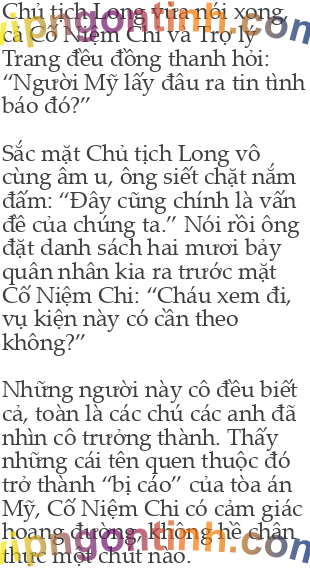 Chủ tịch Long vừa nói xong,
cả Cố Niệm Chi và Trợ lý
Trang đều đồng thanh hỏi:
“Người Mỹ lấy đâu ra tin tình
báo đó?”
Sắc mặt Chủ tịch Long vô
cùng âm u, ông siết chặt nắm
đấm: “Đây cũng chính là vấn
đề của chúng ta.” Nói rồi ông
đặt danh sách hai mươi bảy
quân nhân kia ra trước mặt
Cố Niệm Chi: “Cháu xem đi,
vụ kiện này có cần theo
không?”
Những người này cô đều biết
cả, toàn là các chú các anh đã
nhìn cô trưởng thành. Thấy
những cái tên quen thuộc đó
trở thành “bị cáo” của tòa án
Mỹ, Cố Niệm Chi có cảm giác
hoang đường, không hề chân
thực một chút nào.
upngontinh.com
upngontinh.com